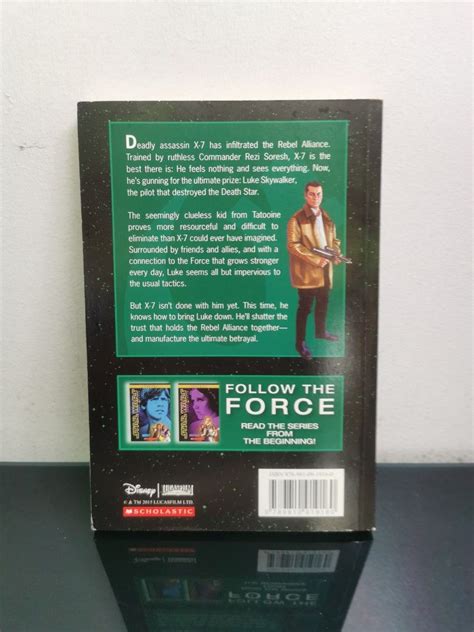 Deadly assassin X-7 has infiltrated the Rebel Alliance.
Trained by ruthless Commander Rezi Soresh, X-7 is the
best there is: He feels nothing and sees everything. Now,
he's gunning for the ultimate prize: Luke Skywalker,
the pilot that destroyed the Death Star.
The seemingly clueless kid from Tatooine
proves more resourceful and difficult to
eliminate than X-7 could ever have imagined.
Surrounded by friends and allies, and with
a connection to the Force that grows stronger
every day, Luke seems all but impervious to
the usual tactics.
But X-7 isn't done with him yet. This time, he
knows how to bring Luke down. He'll shatter the
trust that holds the Rebel Alliance together—
and manufacture the ultimate betrayal.
FOLLOW THE
FORCE
READ THE SERIES
FROM
THE BEGINNING!
Disney
© & TM 2015 LUCASFILM LTD.
SCHOLASTIC